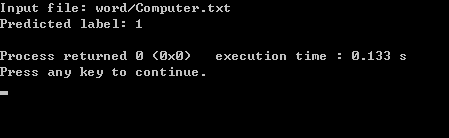 Input file: word/Computer.txt
Predicted label: 1
Process returned 0 (0x0)   execution time : 0.133 s
Press any key to continue.